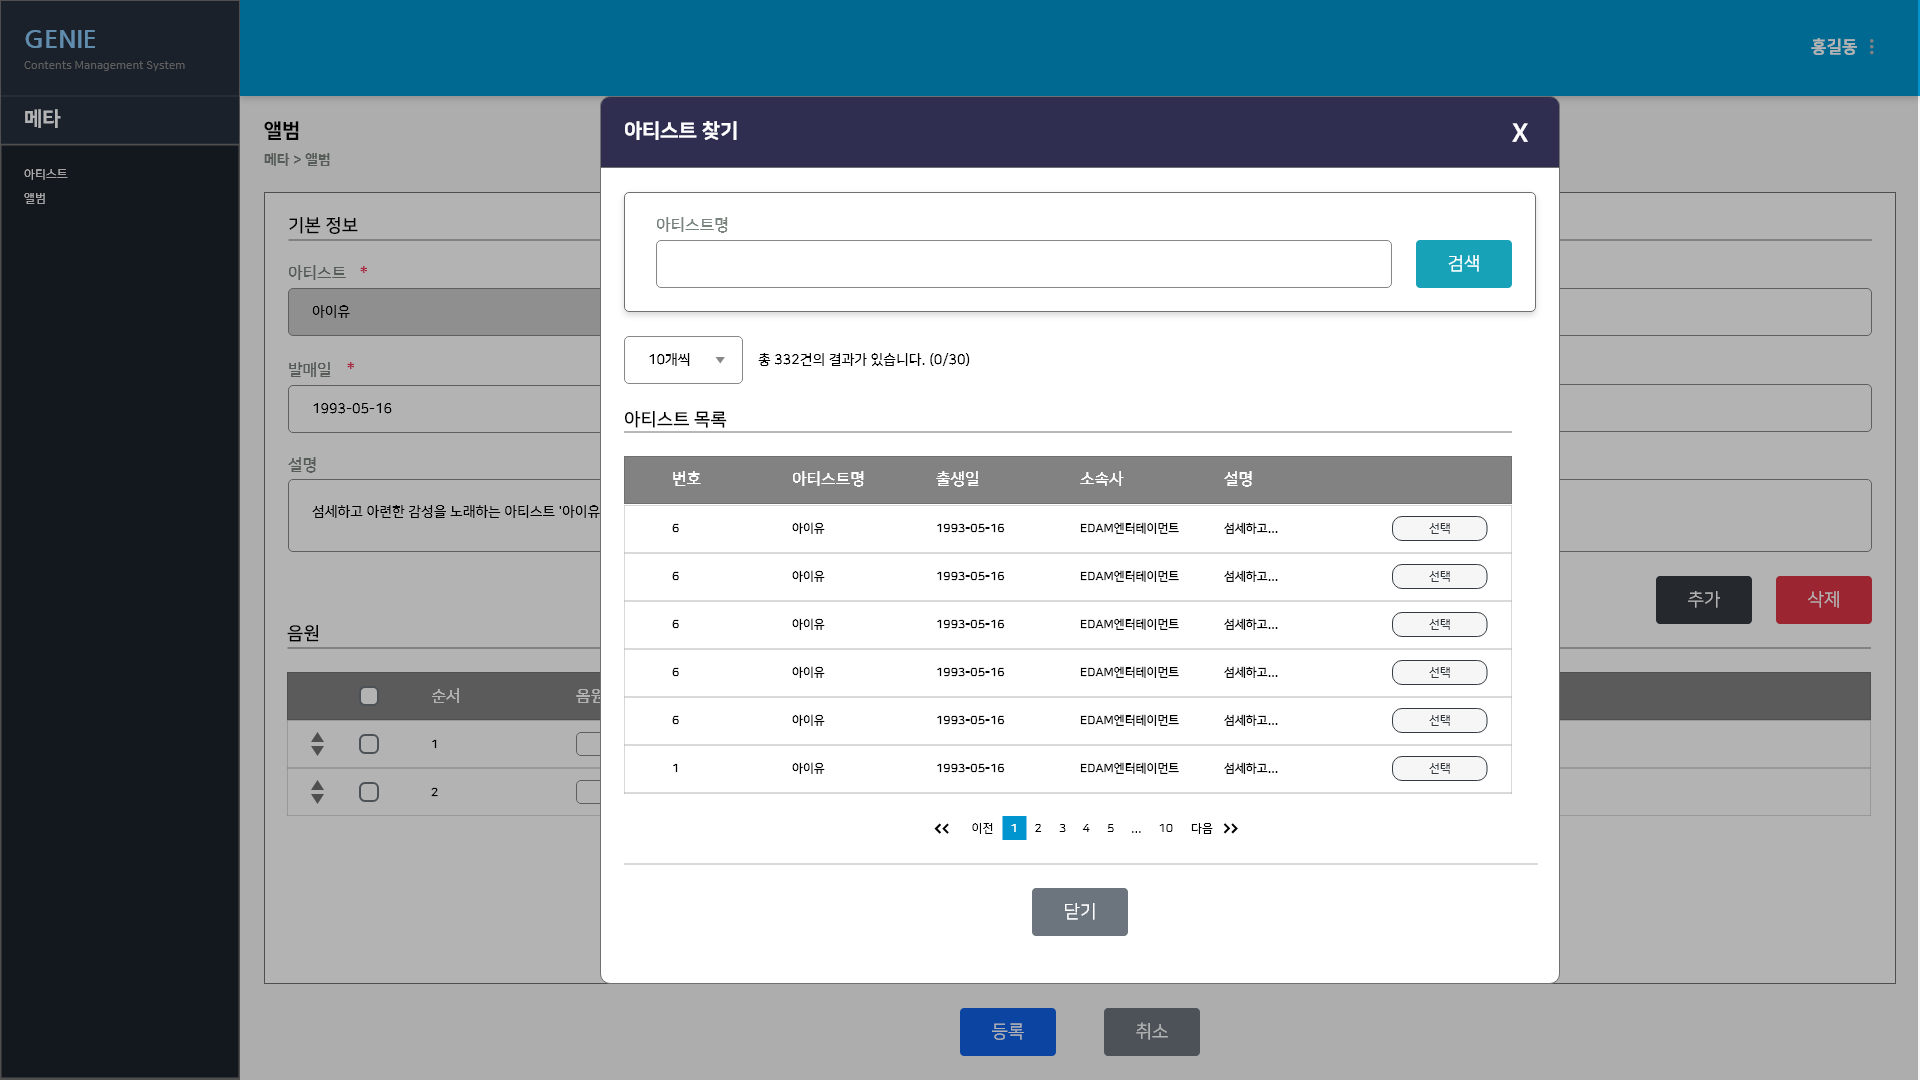 GENIE
Contents Management System
메타
아티스트
앨범
홍길동
앨범
메타 > 앨범
기본 정보
아티스트 *
아이유
발매일 *
1993-05-16
설명
섬세하고 아련한 감성을 노래하는 아티스트 '아이유
추가 삭제
음원
순서 음원
1
2
등록 취소
아티스트 찾기 X
아티스트명
검색
10개씩 총 332건의 결과가 있습니다. (0/30)
아티스트 목록
번호 아티스트명 출생일 소속사 설명
6 아이유 1993-05-16 EDAM엔터테이먼트 섬세하고... 선택
6 아이유 1993-05-16 EDAM엔터테이먼트 섬세하고... 선택
6 아이유 1993-05-16 EDAM엔터테이먼트 섬세하고... 선택
6 아이유 1993-05-16 EDAM엔터테이먼트 섬세하고... 선택
6 아이유 1993-05-16 EDAM엔터테이먼트 섬세하고... 선택
1 아이유 1993-05-16 EDAM엔터테이먼트 섬세하고... 선택
이전 1 2 3 4 5 ... 10 다음
닫기